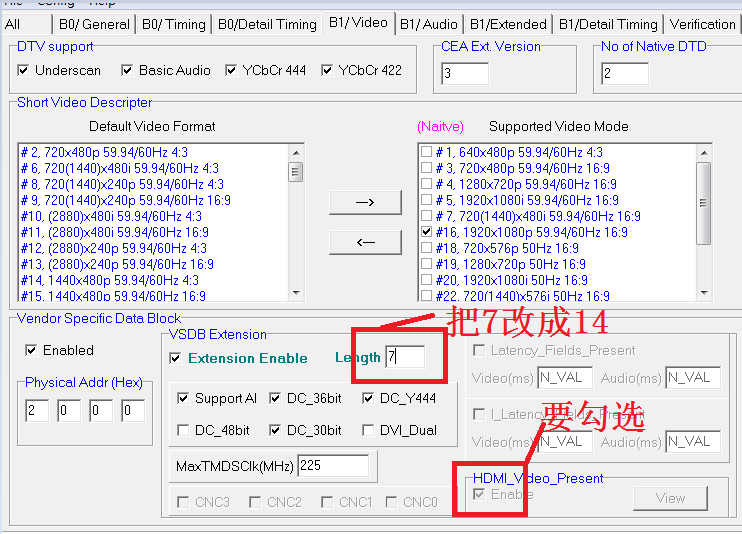 File Config Help
All B0/ General B0/ Timing B0/Detail Timing B1/ Video B1/ Audio B1/Extended B1/Detail Timing Verification
DTV support
Underscan Basic Audio YCbCr 444 YCbCr 422
CEA Ext. Version
3
No of Native DTD
2
Short Video Descripter
Default Video Format
# 2, 720x480p 59.94/60Hz 4:3
# 6, 720(1440)x480i 59.94/60Hz 4:3
# 8, 720(1440)x240p 59.94/60Hz 4:3
# 9, 720(1440)x240p 59.94/60Hz 16:9
#10, (2880)x480i 59.94/60Hz 4:3
#11, (2880)x480i 59.94/60Hz 16:9
#12, (2880)x240p 59.94/60Hz 4:3
#13, (2880)x240p 59.94/60Hz 16:9
#14, 1440x480p 59.94/60Hz 4:3
#15, 1440x480p 59.94/60Hz 16:9
-->
<--
(Naitve) Supported Video Mode
# 1, 640x480p 59.94/60Hz 4:3
# 3, 720x480p 59.94/60Hz 16:9
# 4, 1280x720p 59.94/60Hz 16:9
# 5, 1920x1080i 59.94/60Hz 16:9
# 7, 720(1440)x480i 59.94/60Hz 16:9
#16, 1920x1080p 59.94/60Hz 16:9
#18, 720x576p 50Hz 16:9
#19, 1280x720p 50Hz 16:9
#20, 1920x1080i 50Hz 16:9
#22, 720(1440)x576i 50Hz 16:9
把7改成14
Vendor Specific Data Block
Enabled
Physical Addr (Hex)
2 0 0 0
VSDB Extension
Extension Enable Length 7
Support AI DC_36bit DC_Y444
DC_48bit DC_30bit DVI_Dual
MaxTMDSClk(MHz) 225
CNC3 CNC2 CNC1 CNC0
Latency_Fields_Present
Video(ms) N_VAL Audio(ms) N_VAL
I_Latency_Fields_Present
要勾选
Video(ms) N_VAL Audio(ms) N_VAL
HDMI_Video_Present
Enable View